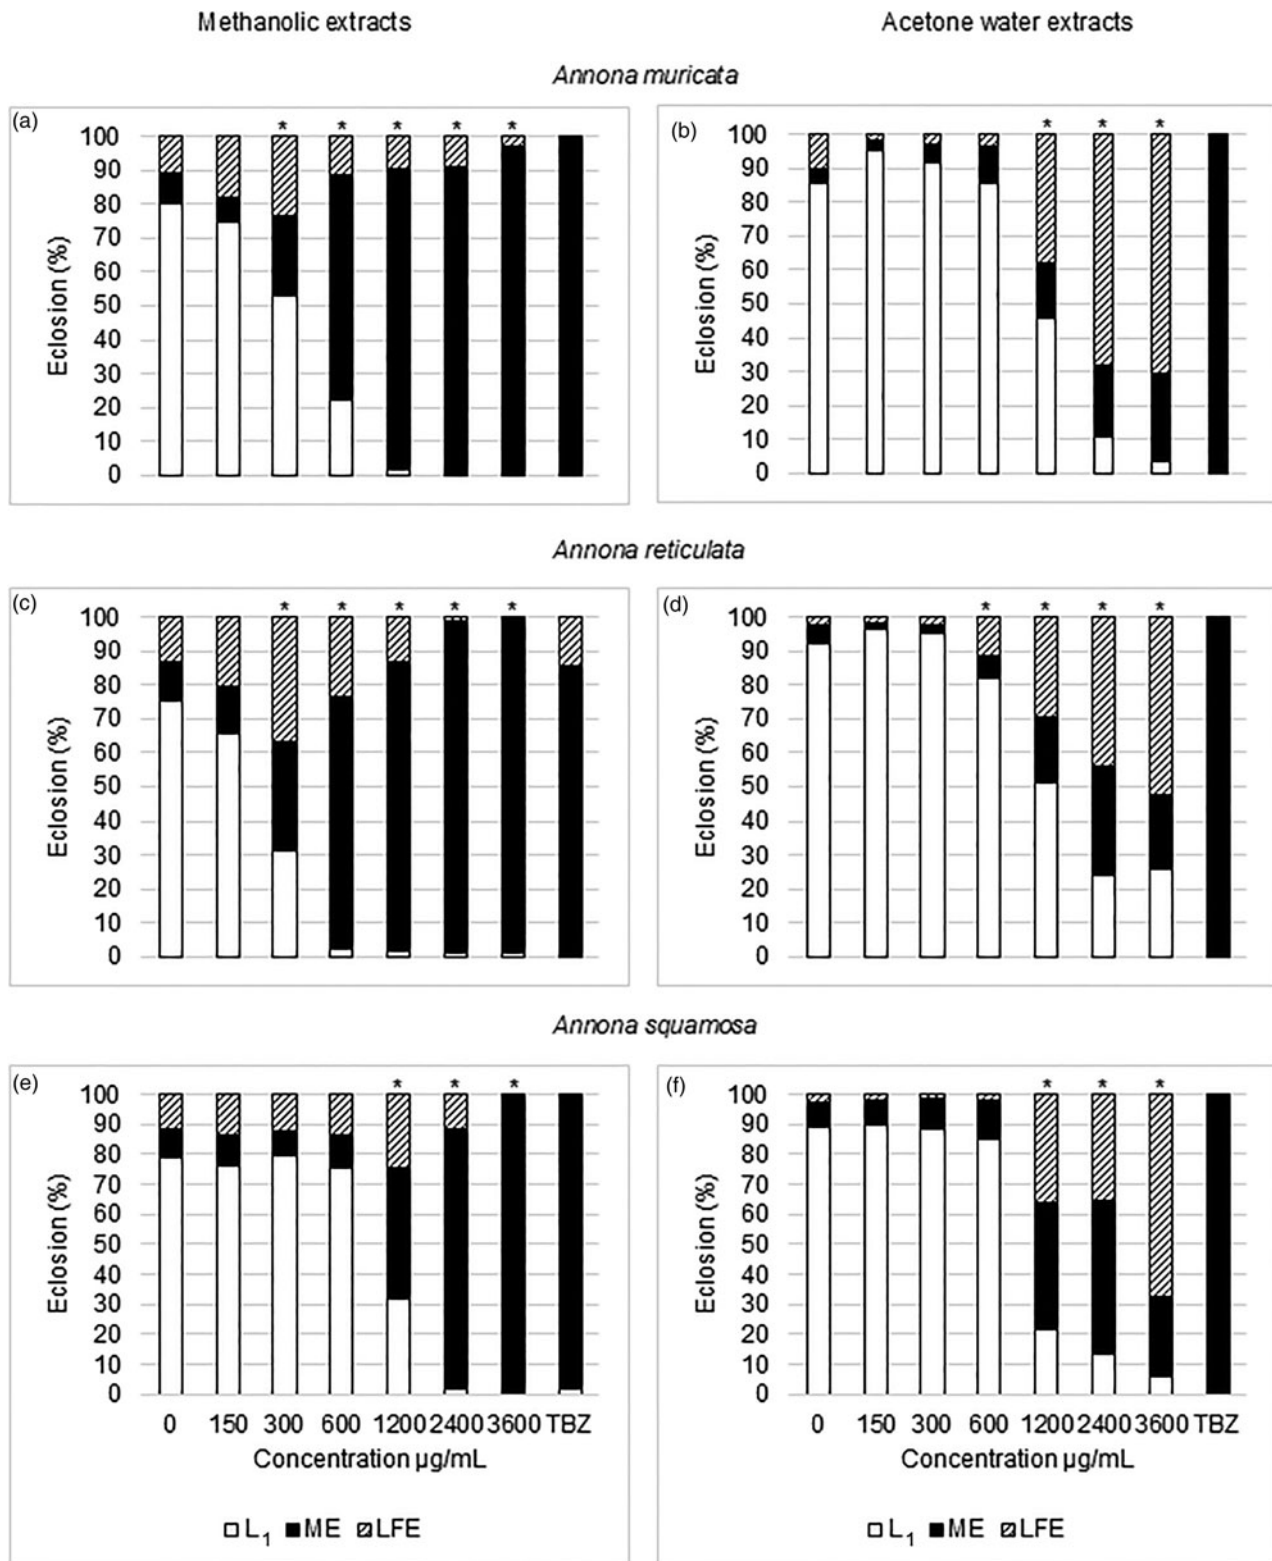 Methanolic extracts
Acetone water extracts
Annona muricata
(a)
* * * * *
100
90
80
70
60
50
40
30
20
10
0
Eclosion (%)
(b)
* * *
100
90
80
70
60
50
40
30
20
10
0
Eclosion (%)
Annona reticulata
(c)
* * * * *
100
90
80
70
60
50
40
30
20
10
0
Eclosion (%)
(d)
* * * *
100
90
80
70
60
50
40
30
20
10
0
Eclosion (%)
Annona squamosa
(e)
* * *
100
90
80
70
60
50
40
30
20
10
0
Eclosion (%)
0 150 300 600 1200 2400 3600 TBZ
Concentration µg/mL
L1 ME LFE
(f)
* * *
100
90
80
70
60
50
40
30
20
10
0
Eclosion (%)
0 150 300 600 1200 2400 3600 TBZ
Concentration µg/mL
L1 ME LFE